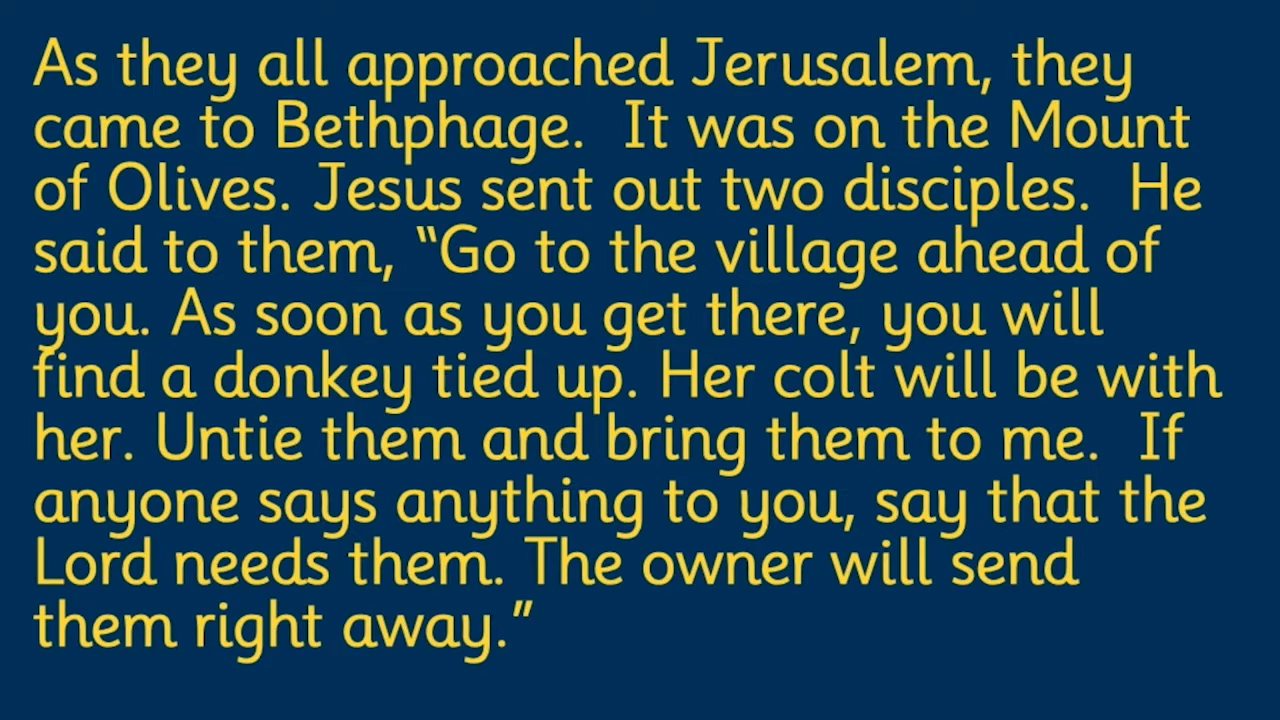 As they all approached Jerusalem, they
came to Bethphage.  It was on the Mount
of Olives. Jesus sent out two disciples.  He
said to them, “Go to the village ahead of
you. As soon as you get there, you will
find a donkey tied up. Her colt will be with
her. Untie them and bring them to me.  If
anyone says anything to you, say that the
Lord needs them. The owner will send
them right away.”